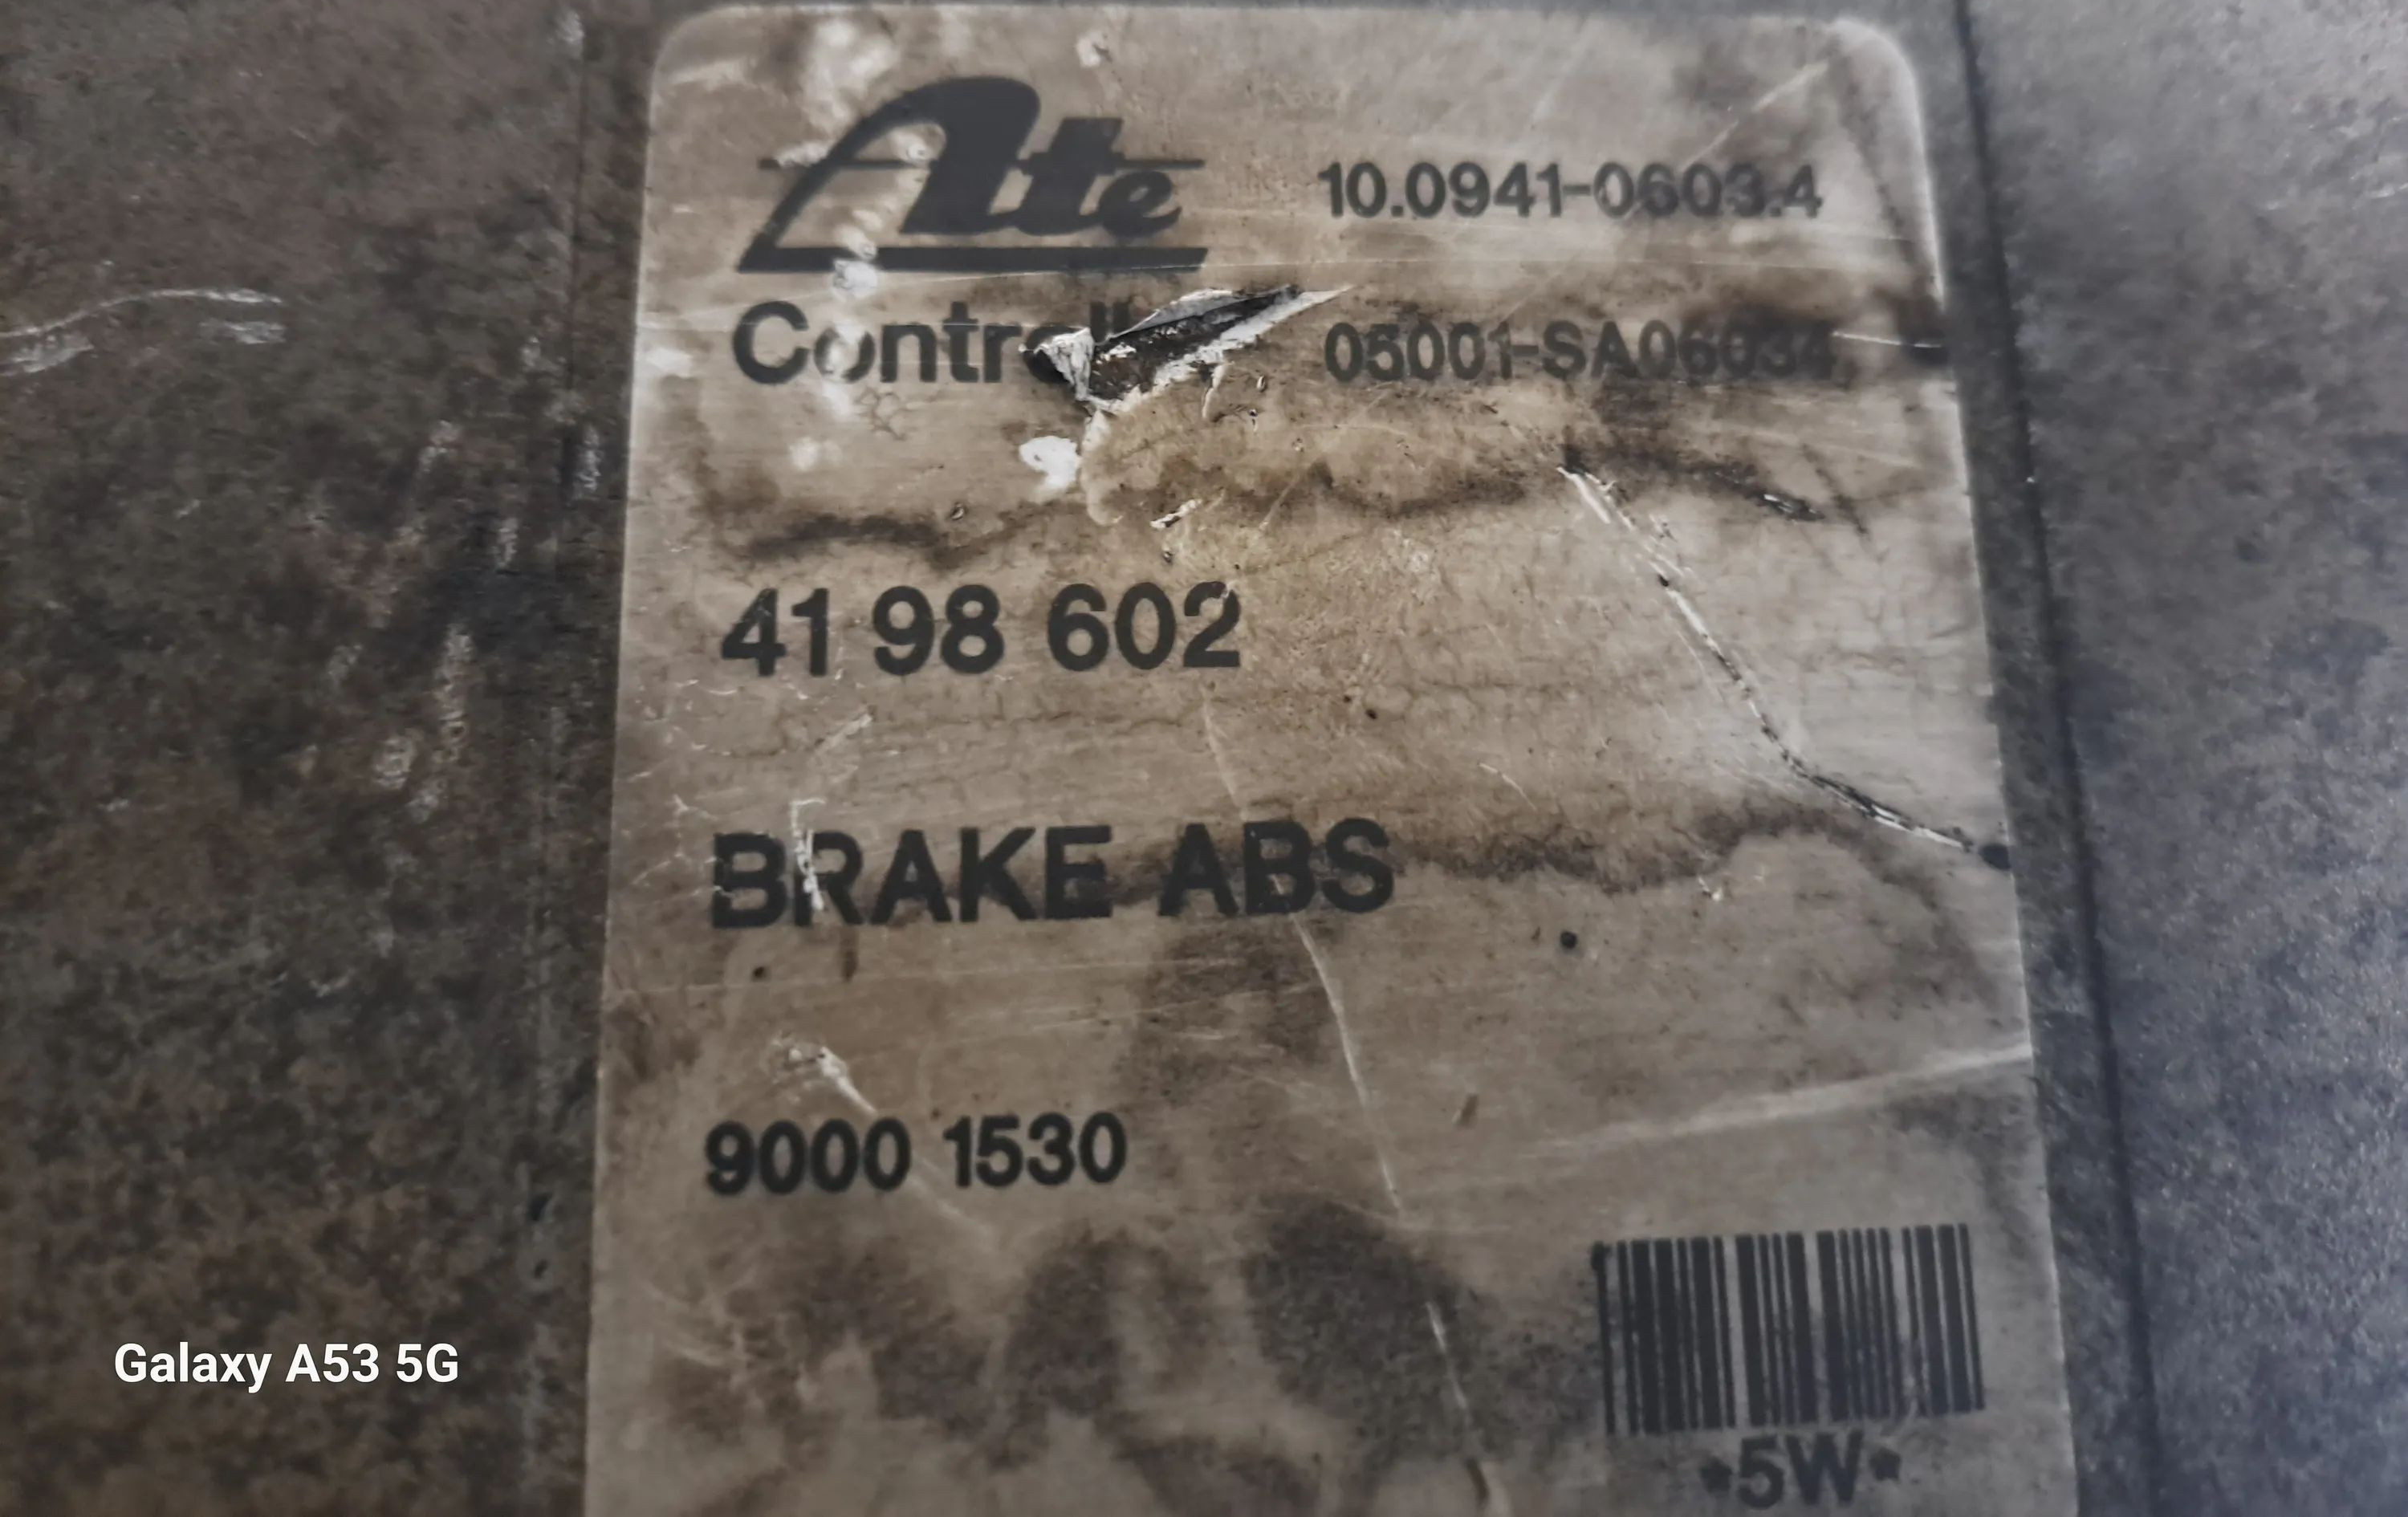 Ate
10.0941-0603.4
05001-SA06034
41 98 602
BRAKE ABS
9000 1530
*5W*
Galaxy A53 5G